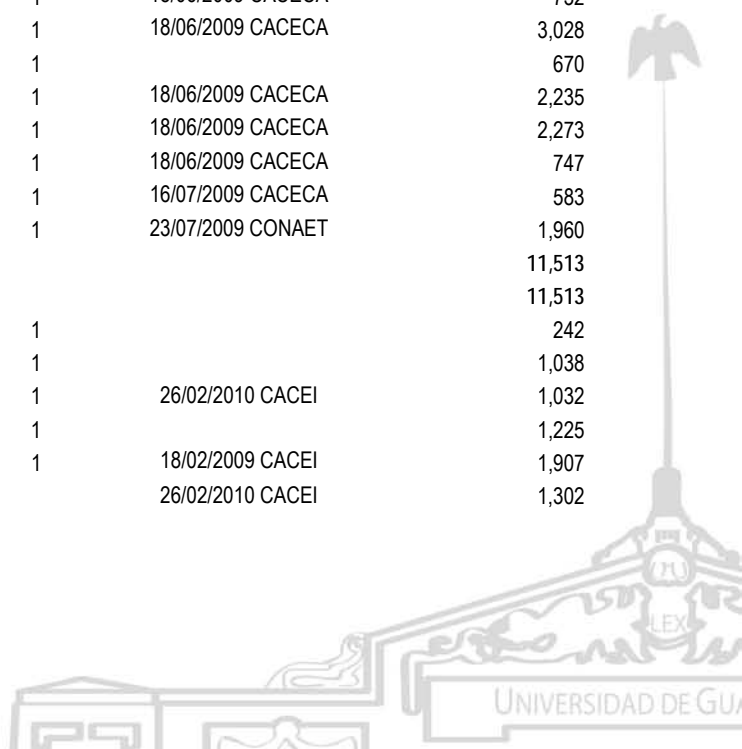 1 18/06/2009 CACECA 3,028
1 670
1 18/06/2009 CACECA 2,235
1 18/06/2009 CACECA 2,273
1 18/06/2009 CACECA 747
1 16/07/2009 CACECA 583
1 23/07/2009 CONAET 1,960
11,513
11,513
1 242
1 1,038
1 26/02/2010 CACEI 1,032
1 1,225
1 18/02/2009 CACEI 1,907
26/02/2010 CACEI 1,302
LEX
UNIVERSIDAD DE GUA